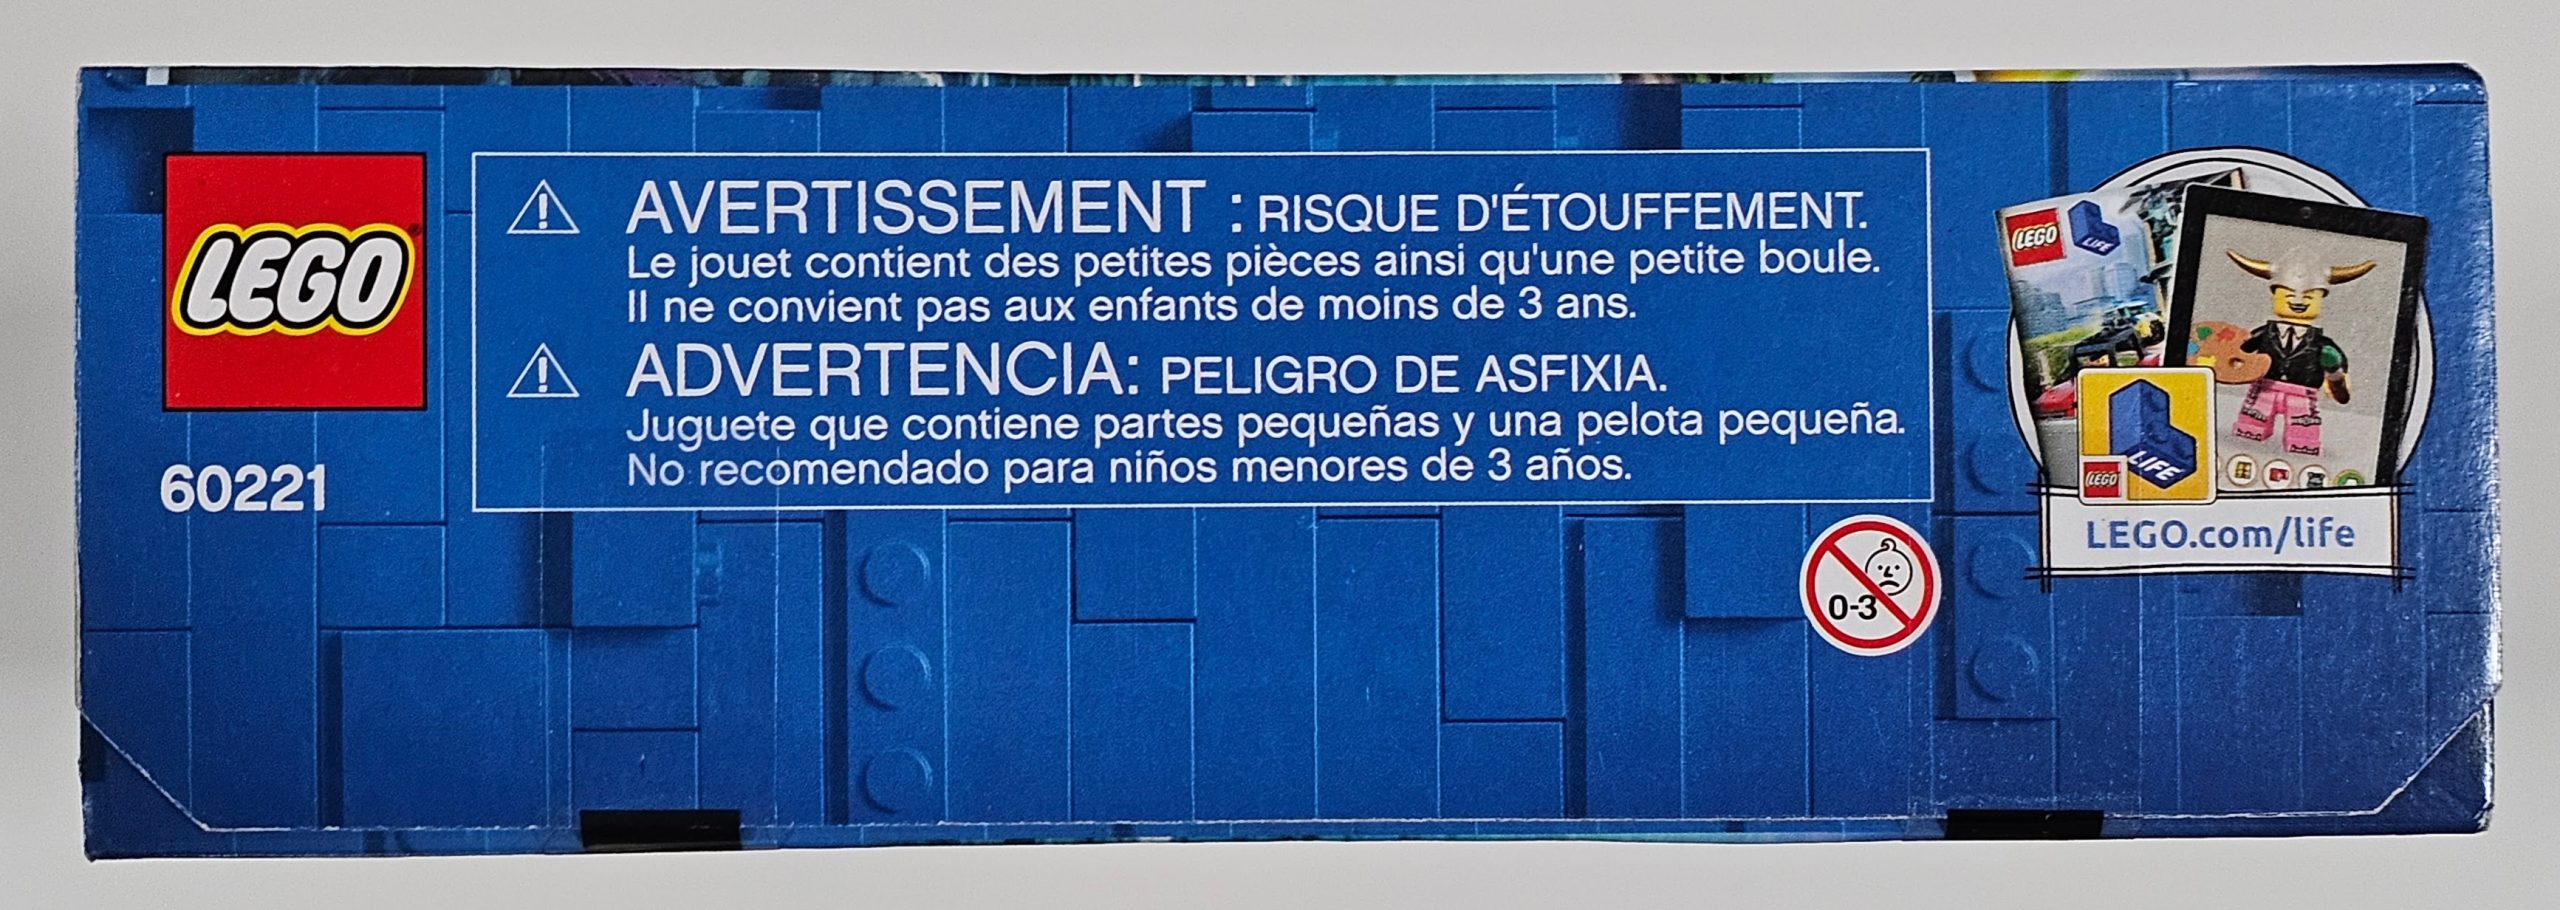 LEGO
60221
AVERTISSEMENT : RISQUE D'ÉTOUFFEMENT.
Le jouet contient des petites pièces ainsi qu'une petite boule.
Il ne convient pas aux enfants de moins de 3 ans.
ADVERTENCIA: PELIGRO DE ASFIXIA.
Juguete que contiene partes pequeñas y una pelota pequeña.
No recomendado para niños menores de 3 años.
0-3
LEGO LIFE
LEGO LIFE
LEGO.com/life